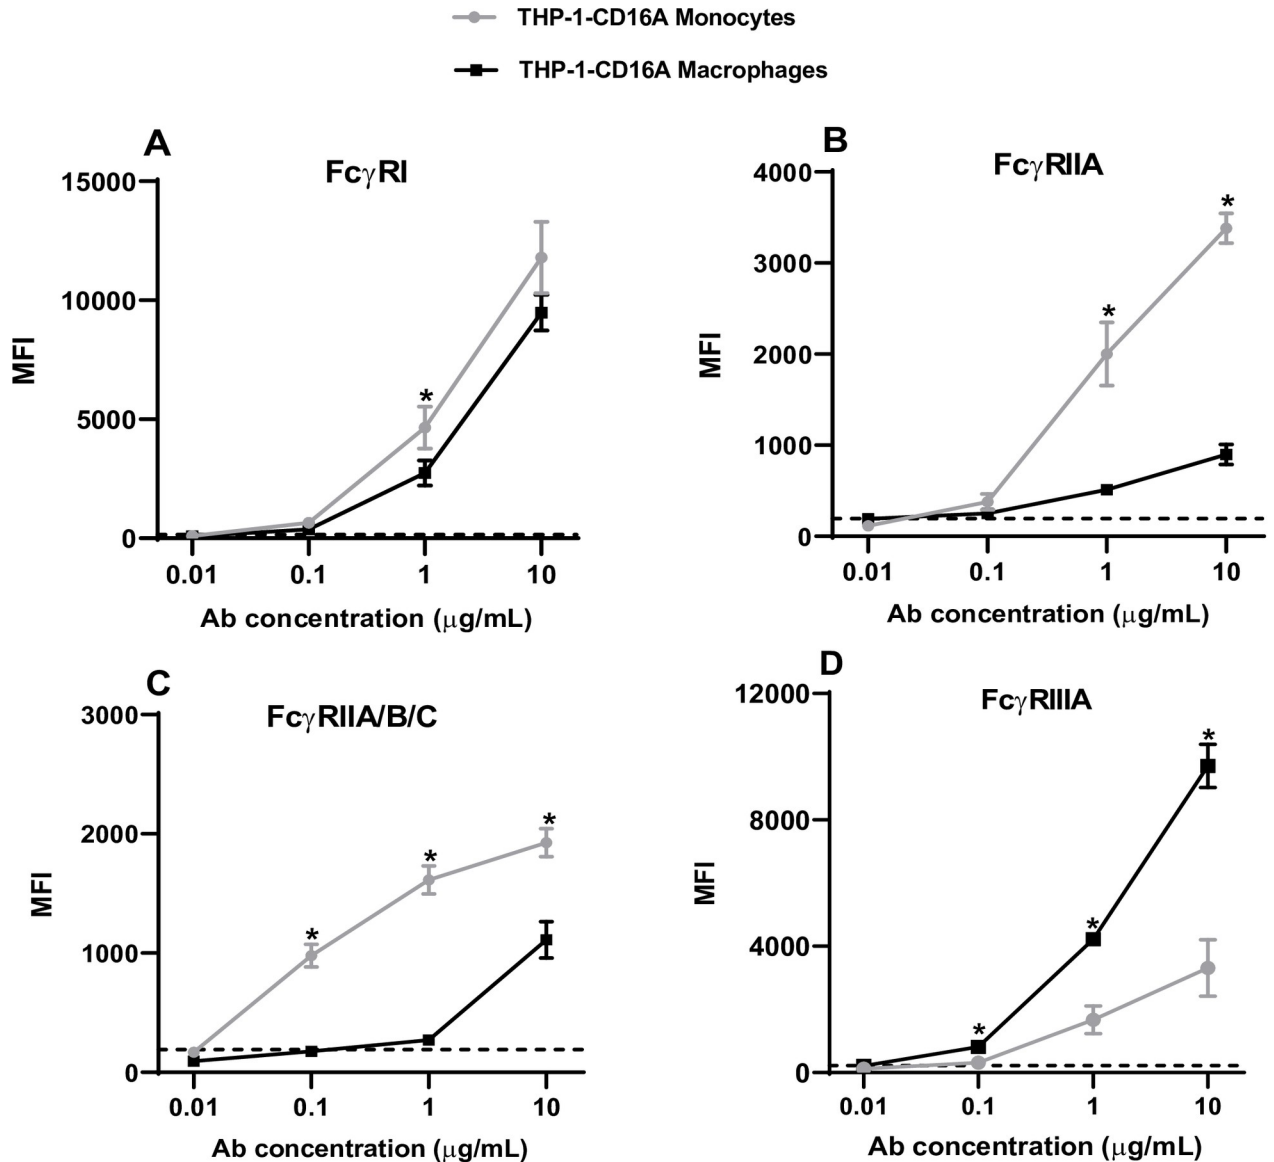 THP-1-CD16A Monocytes
THP-1-CD16A Macrophages
A
FcγRI
15000
10000
5000
0
MFI
*
0.01 0.1 1 10
Ab concentration (μg/mL)
B
FcγRIIA
4000
3000
2000
1000
0
MFI
*
*
0.01 0.1 1 10
Ab concentration (μg/mL)
C
FcγRIIA/B/C
3000
2000
1000
0
MFI
*
*
*
0.01 0.1 1 10
Ab concentration (μg/mL)
D
FcγRIIIA
12000
8000
4000
0
MFI
*
*
*
0.01 0.1 1 10
Ab concentration (μg/mL)